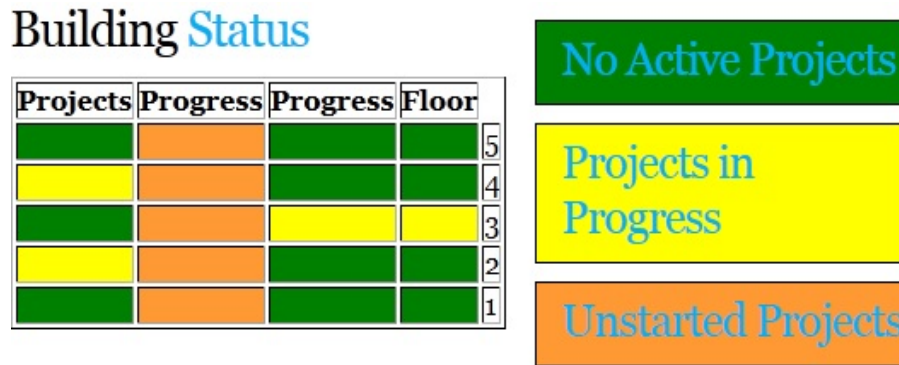 Building Status
Projects Progress Progress Floor
5
4
3
2
1
No Active Projects
Projects in
Progress
Unstarted Projects